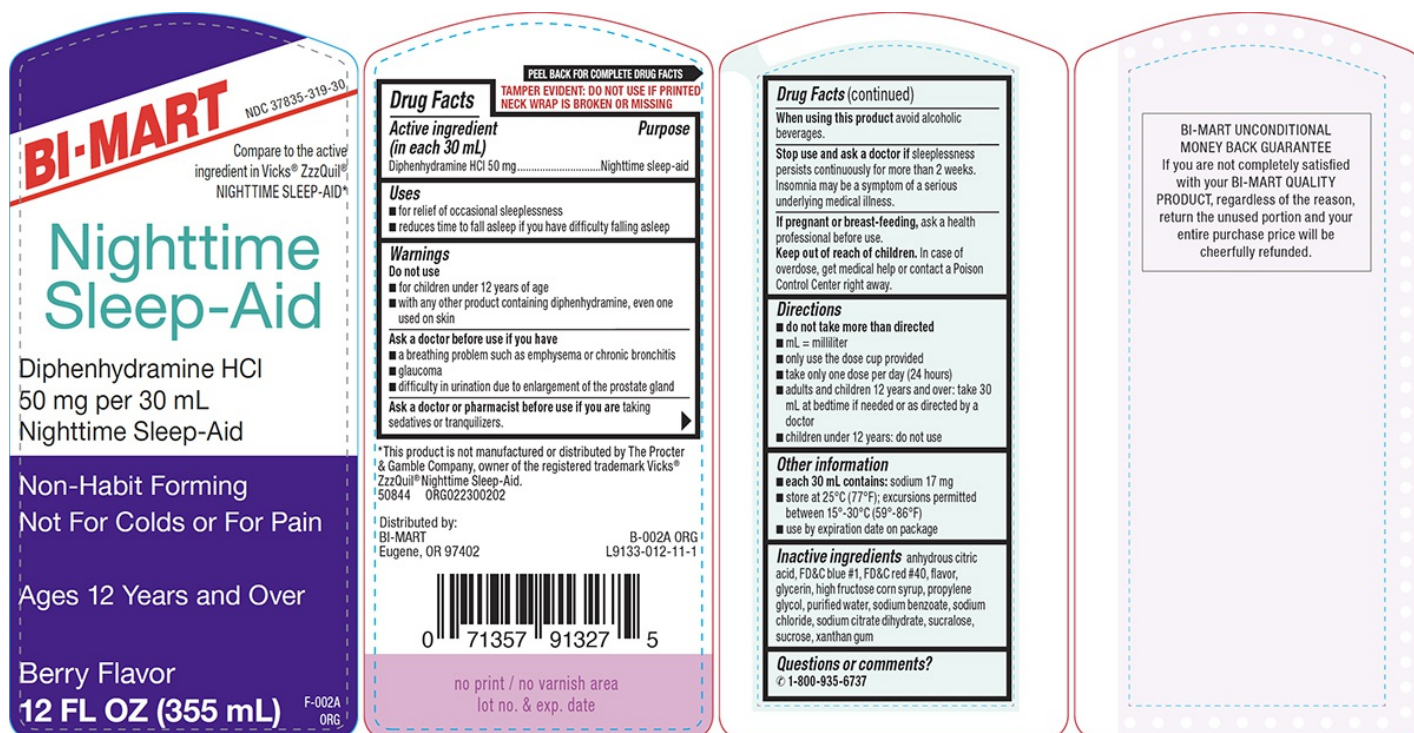 BI-MART
NDC 37835-319-30
Compare to the active
ingredient in Vicks® ZzzQuil®
NIGHTTIME SLEEP-AID*
Nighttime
Sleep-Aid
Diphenhydramine HCl
50 mg per 30 mL
Nighttime Sleep-Aid
Non-Habit Forming
Not For Colds or For Pain
Ages 12 Years and Over
Berry Flavor
12 FL OZ (355 mL)
F-002A
ORG
PEEL BACK FOR COMPLETE DRUG FACTS
TAMPER EVIDENT: DO NOT USE IF PRINTED
NECK WRAP IS BROKEN OR MISSING
Drug Facts
Active ingredient Purpose
(in each 30 mL)
Diphenhydramine HCl 50 mg.............................Nighttime sleep-aid
Uses
■ for relief of occasional sleeplessness
■ reduces time to fall asleep if you have difficulty falling asleep
Warnings
Do not use
■ for children under 12 years of age
■ with any other product containing diphenhydramine, even one
used on skin
Ask a doctor before use if you have
■ a breathing problem such as emphysema or chronic bronchitis
■ glaucoma
■ difficulty in urination due to enlargement of the prostate gland
Ask a doctor or pharmacist before use if you are taking
sedatives or tranquilizers.
*This product is not manufactured or distributed by The Procter
& Gamble Company, owner of the registered trademark Vicks®
ZzzQuil® Nighttime Sleep-Aid.
50844 ORG022300202
Distributed by:
BI-MART B-002A ORG
Eugene, OR 97402 L9133-012-11-1
0 71357 91327 5
no print / no varnish area
lot no. & exp. date
Drug Facts (continued)
When using this product avoid alcoholic
beverages.
Stop use and ask a doctor if sleeplessness
persists continuously for more than 2 weeks.
Insomnia may be a symptom of a serious
underlying medical illness.
If pregnant or breast-feeding, ask a health
professional before use.
Keep out of reach of children. In case of
overdose, get medical help or contact a Poison
Control Center right away.
Directions
■ do not take more than directed
■ mL = milliliter
■ only use the dose cup provided
■ take only one dose per day (24 hours)
■ adults and children 12 years and over: take 30
mL at bedtime if needed or as directed by a
doctor
■ children under 12 years: do not use
Other information
■ each 30 mL contains: sodium 17 mg
■ store at 25°C (77°F); excursions permitted
between 15°-30°C (59°-86°F)
■ use by expiration date on package
Inactive ingredients anhydrous citric
acid, FD&C blue #1, FD&C red #40, flavor,
glycerin, high fructose corn syrup, propylene
glycol, purified water, sodium benzoate, sodium
chloride, sodium citrate dihydrate, sucralose,
sucrose, xanthan gum
Questions or comments?
✆ 1-800-935-6737
BI-MART UNCONDITIONAL
MONEY BACK GUARANTEE
If you are not completely satisfied
with your BI-MART QUALITY
PRODUCT, regardless of the reason,
return the unused portion and your
entire purchase price will be
cheerfully refunded.